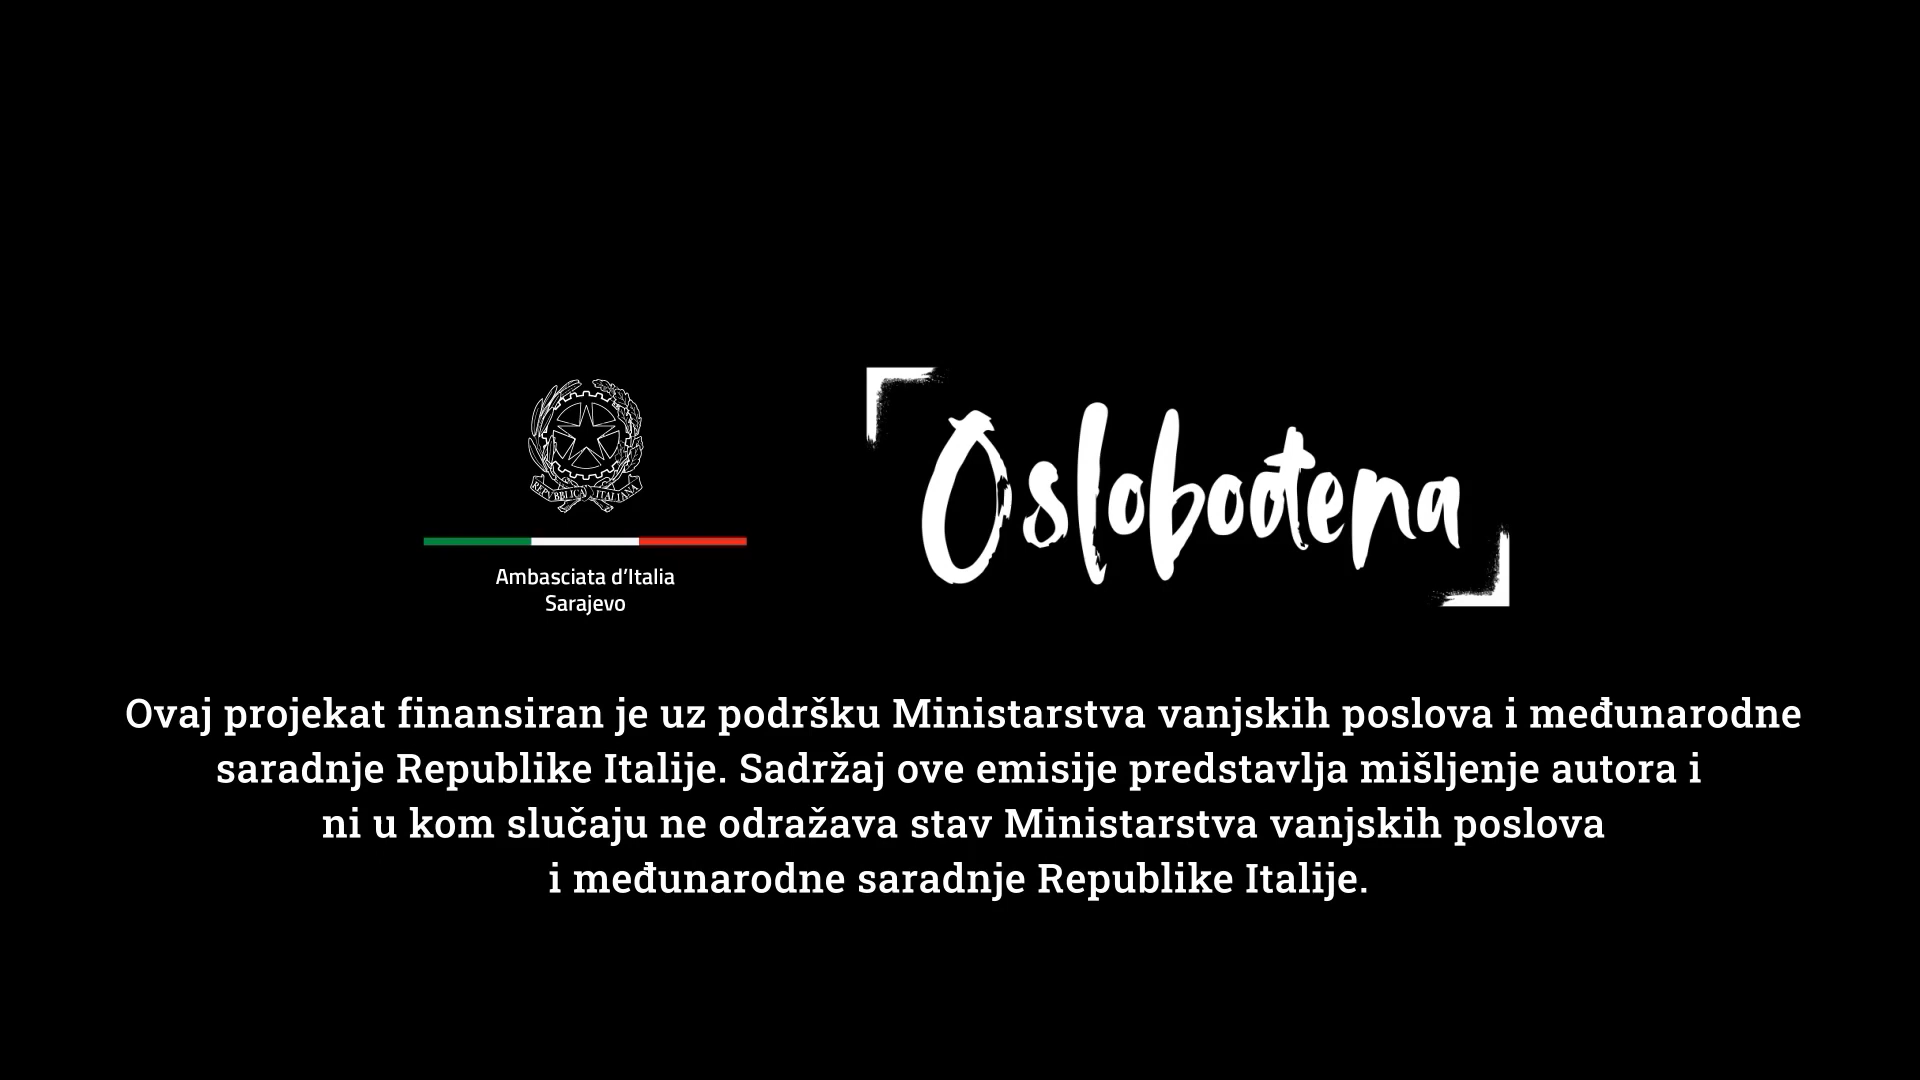 REPVBBLICA ITALIANA
Ambasciata d’Italia
Sarajevo
Oslobođena
Ovaj projekat finansiran je uz podršku Ministarstva vanjskih poslova i međunarodne
saradnje Republike Italije. Sadržaj ove emisije predstavlja mišljenje autora i
ni u kom slučaju ne odražava stav Ministarstva vanjskih poslova
i međunarodne saradnje Republike Italije.